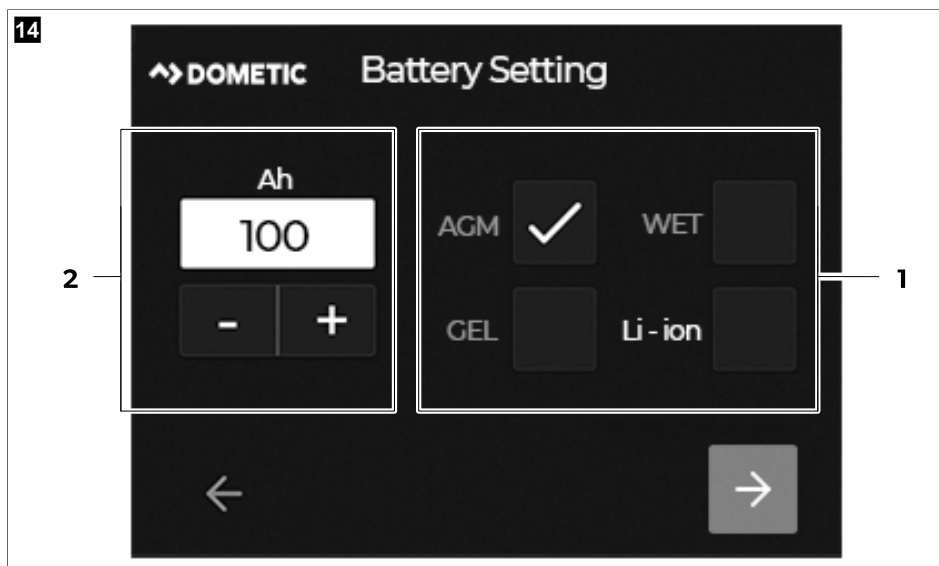 14
DOMETIC Battery Setting
Ah
100
- +
AGM WET
GEL Li - ion
2
1